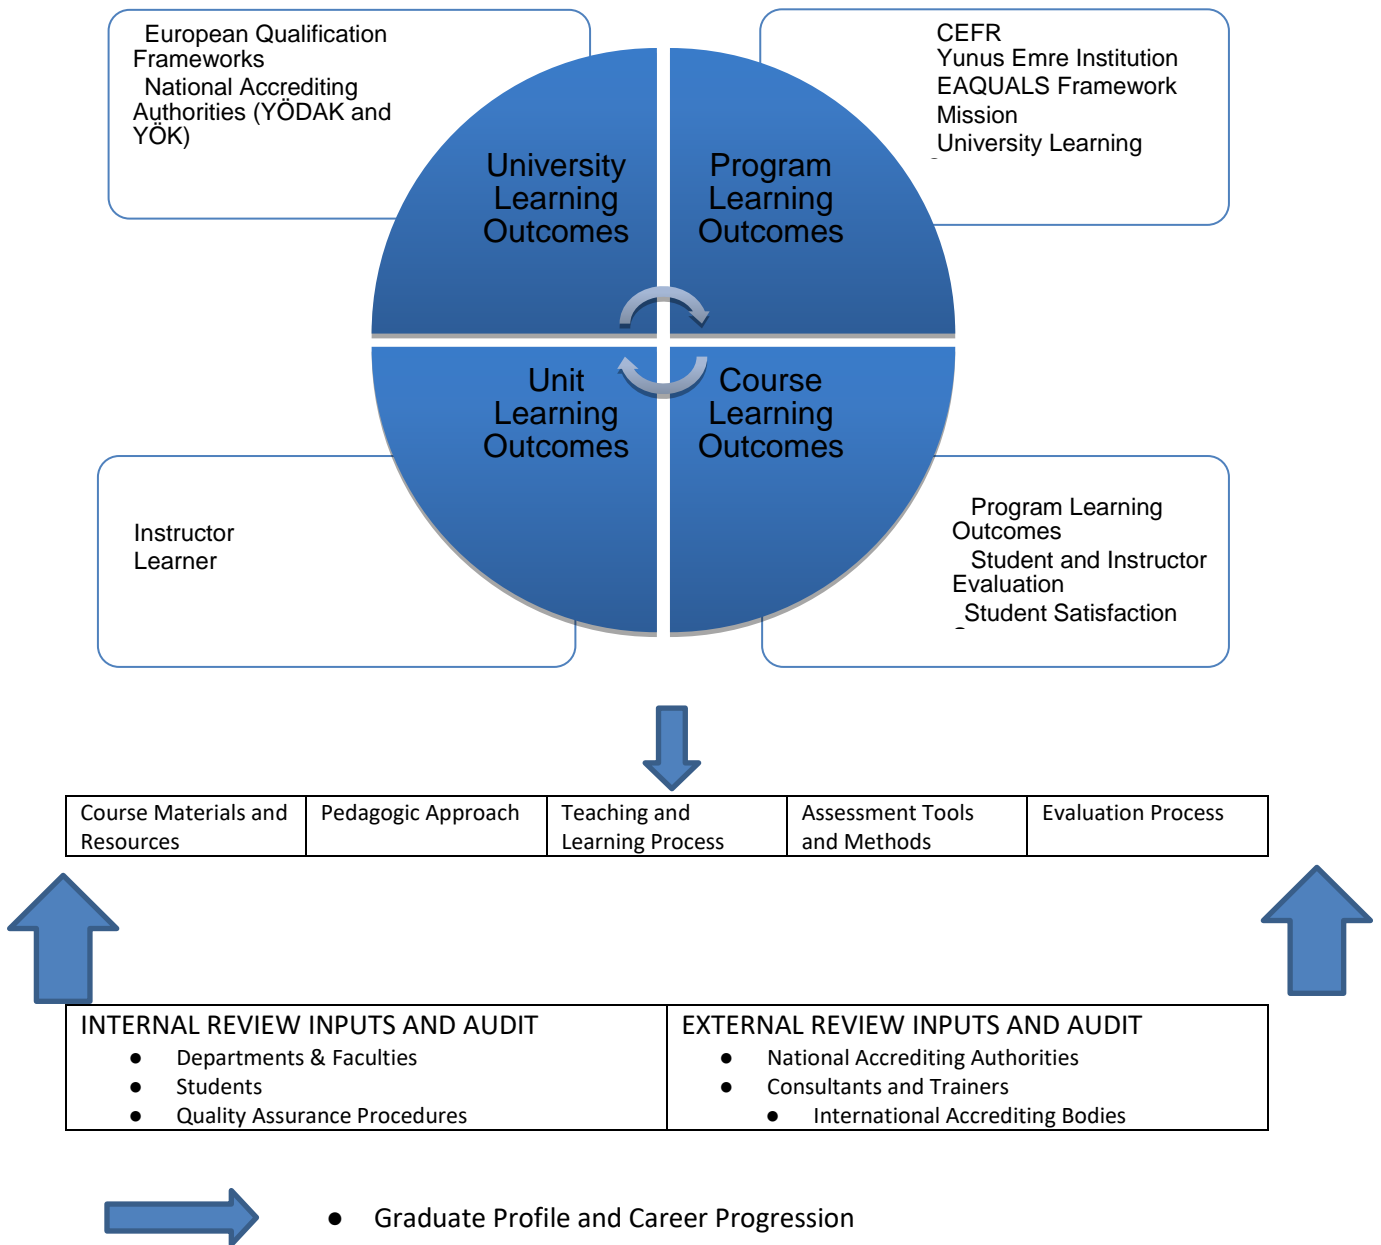 European Qualification
Frameworks
National Accrediting
Authorities (YÖDAK and
YÖK)
CEFR
Yunus Emre Institution
EAQUALS Framework
Mission
University Learning
University
Learning
Outcomes
Program
Learning
Outcomes
Unit
Learning
Outcomes
Course
Learning
Outcomes
Instructor
Learner
Program Learning
Outcomes
Student and Instructor
Evaluation
Student Satisfaction
Course Materials and
Resources
Pedagogic Approach
Teaching and
Learning Process
Assessment Tools
and Methods
Evaluation Process
INTERNAL REVIEW INPUTS AND AUDIT
● Departments & Faculties
● Students
● Quality Assurance Procedures
EXTERNAL REVIEW INPUTS AND AUDIT
● National Accrediting Authorities
● Consultants and Trainers
● International Accrediting Bodies
● Graduate Profile and Career Progression